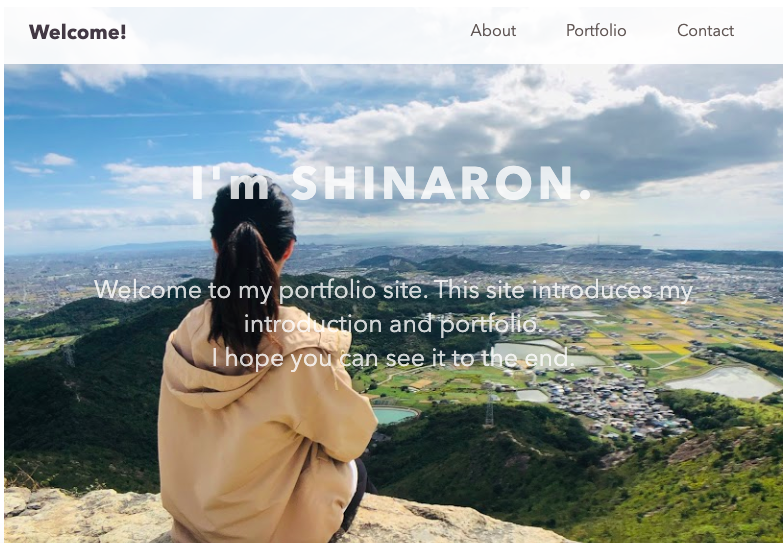 Welcome!
About Portfolio Contact
I'm SHINARON.
Welcome to my portfolio site. This site introduces my
introduction and portfolio.
I hope you can see it to the end.